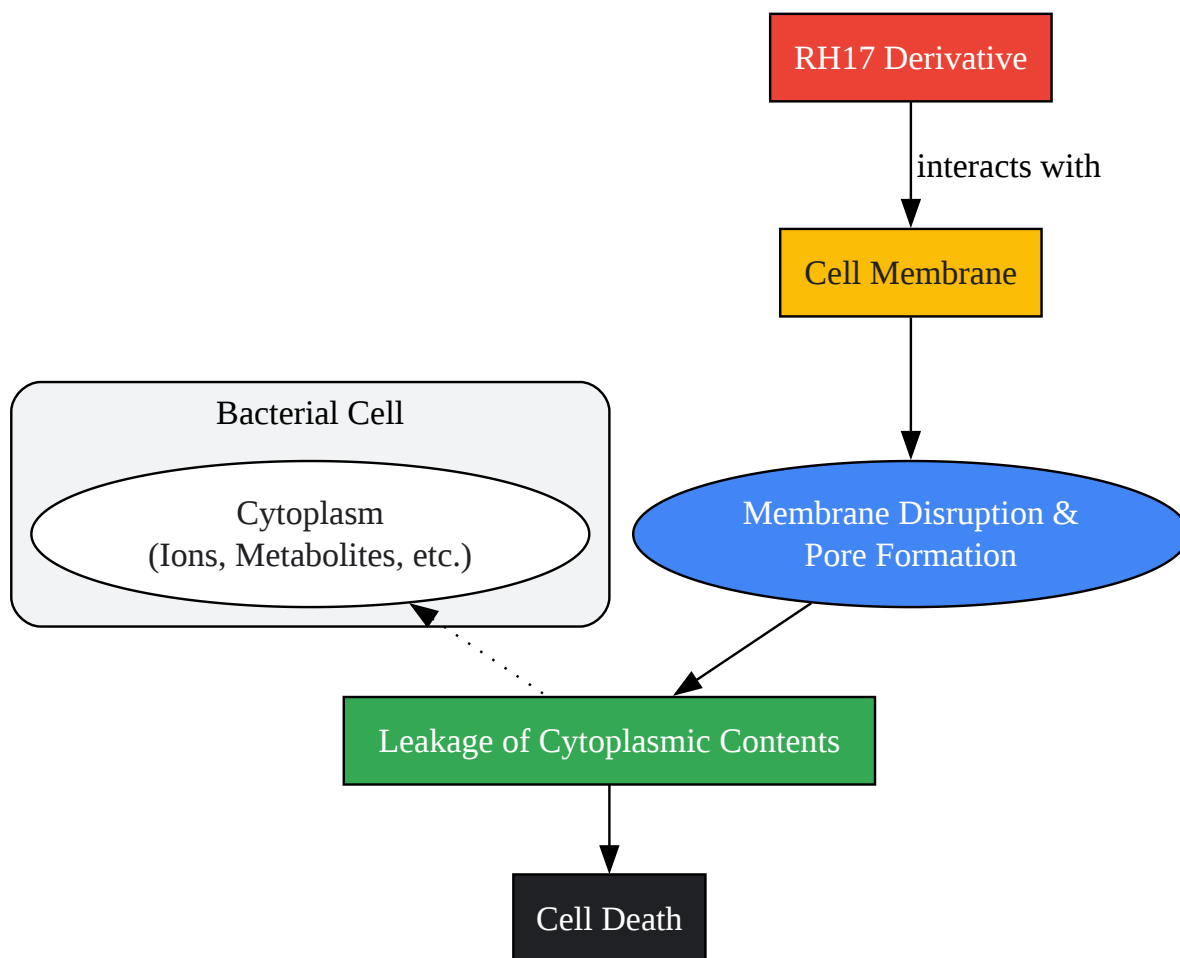 RH17 Derivative
interacts with
Cell Membrane
Bacterial Cell
Cytoplasm
(Ions, Metabolites, etc.)
Membrane Disruption &
Pore Formation
Leakage of Cytoplasmic Contents
Cell Death